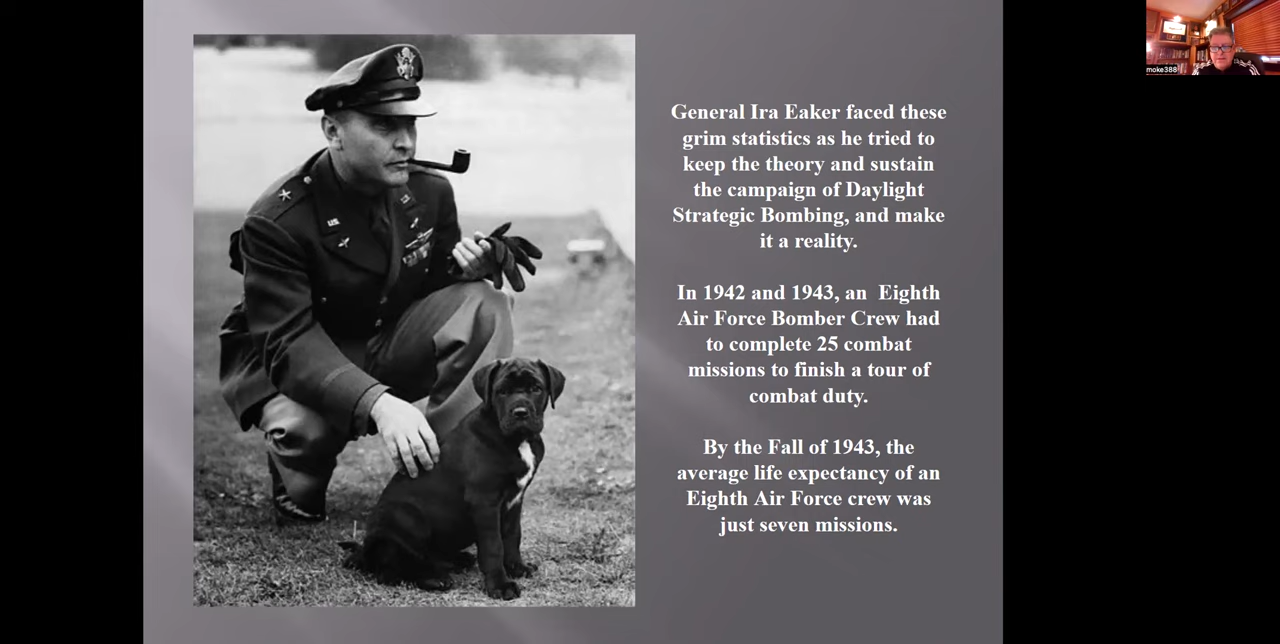 General Ira Eaker faced these
grim statistics as he tried to
keep the theory and sustain
the campaign of Daylight
Strategic Bombing, and make
it a reality.
In 1942 and 1943, an  Eighth
Air Force Bomber Crew had
to complete 25 combat
missions to finish a tour of
combat duty.
By the Fall of 1943, the
average life expectancy of an
Eighth Air Force crew was
just seven missions.
moke388
U.S.